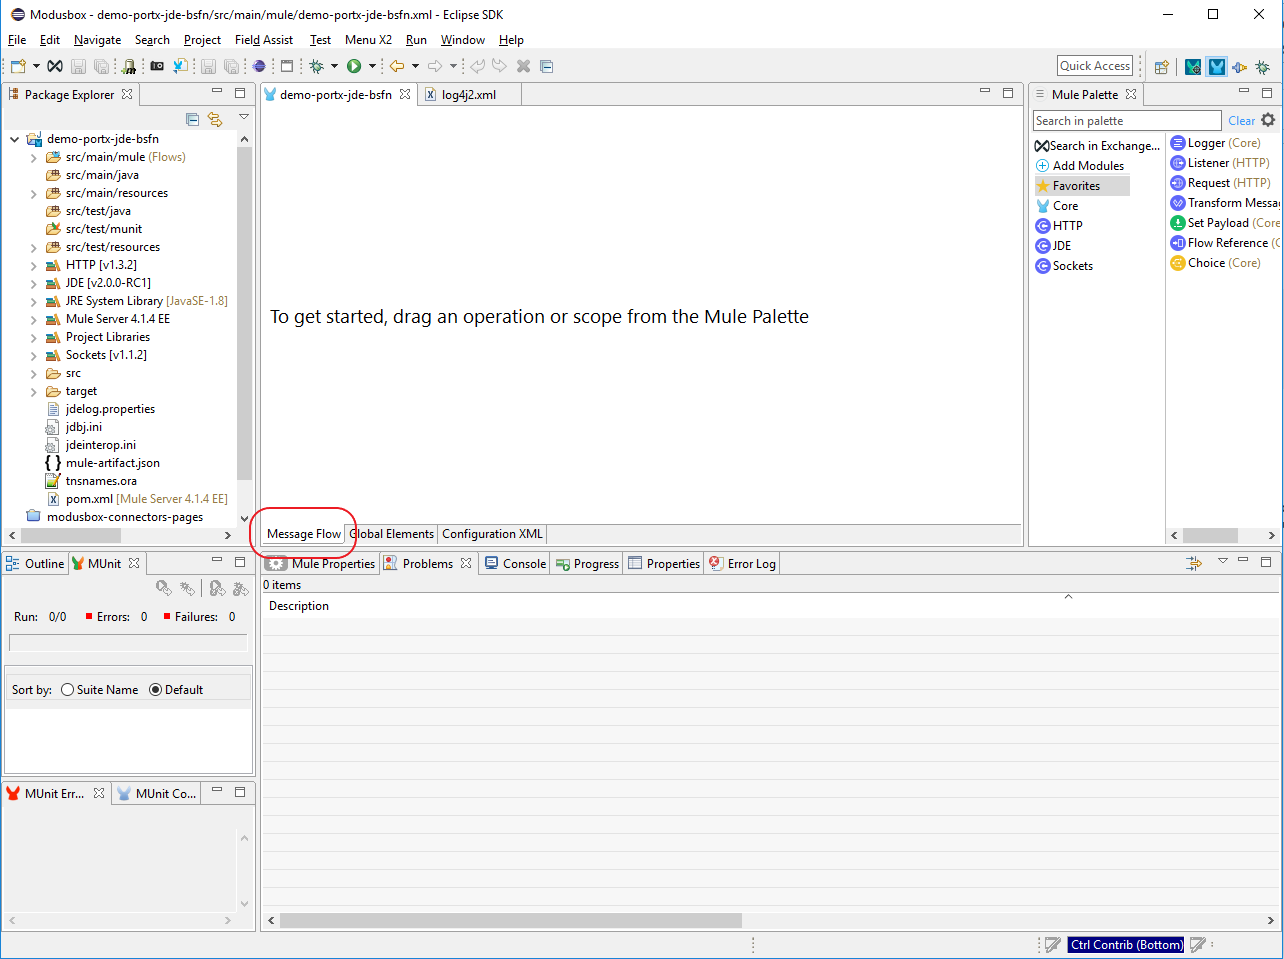 Modusbox - demo-portx-jde-bsfn/src/main/mule/demo-portx-jde-bsfn.xml - Eclipse SDK
File Edit Navigate Search Project Field Assist Test Menu X2 Run Window Help
Quick Access
Package Explorer
demo-portx-jde-bsfn
src/main/mule (Flows)
src/main/java
src/main/resources
src/test/java
src/test/munit
src/test/resources
HTTP [v1.3.2]
JDE [v2.0.0-RC1]
JRE System Library [JavaSE-1.8]
Mule Server 4.1.4 EE
Project Libraries
Sockets [v1.1.2]
src
target
jdelog.properties
jdbj.ini
jdeinterop.ini
mule-artifact.json
tnsnames.ora
pom.xml [Mule Server 4.1.4 EE]
modusbox-connectors-pages
demo-portx-jde-bsfn log4j2.xml
To get started, drag an operation or scope from the Mule Palette
Message Flow Global Elements Configuration XML
Mule Palette
Search in palette Clear
Search in Exchange...
Add Modules
Favorites
Core
HTTP
JDE
Sockets
Logger (Core)
Listener (HTTP)
Request (HTTP)
Transform Messa
Set Payload (Core
Flow Reference (C
Choice (Core)
Outline MUnit
Run: 0/0 Errors: 0 Failures: 0
Sort by: Suite Name Default
MUnit Err... MUnit Co...
Mule Properties Problems Console Progress Properties Error Log
0 items
Description
Ctrl Contrib (Bottom)